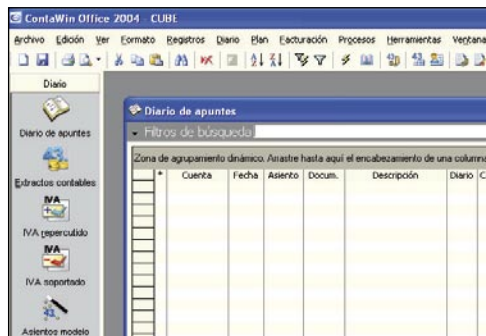 ContaWin Office 2004 - CUBE
Archivo Edición Ver Formato Registros Diario Plan Facturación Procesos Herramientas Ventana
Diario
Diario de apuntes
Extractos contables
IVA
IVA repercutido
IVA
IVA soportado
Asientos modelo
Diario de apuntes
Filtros de búsqueda
Zona de agrupamiento dinámico. Arrastre hasta aquí el encabezamiento de una columna
* Cuenta Fecha Asiento Docum. Descripción Diario C